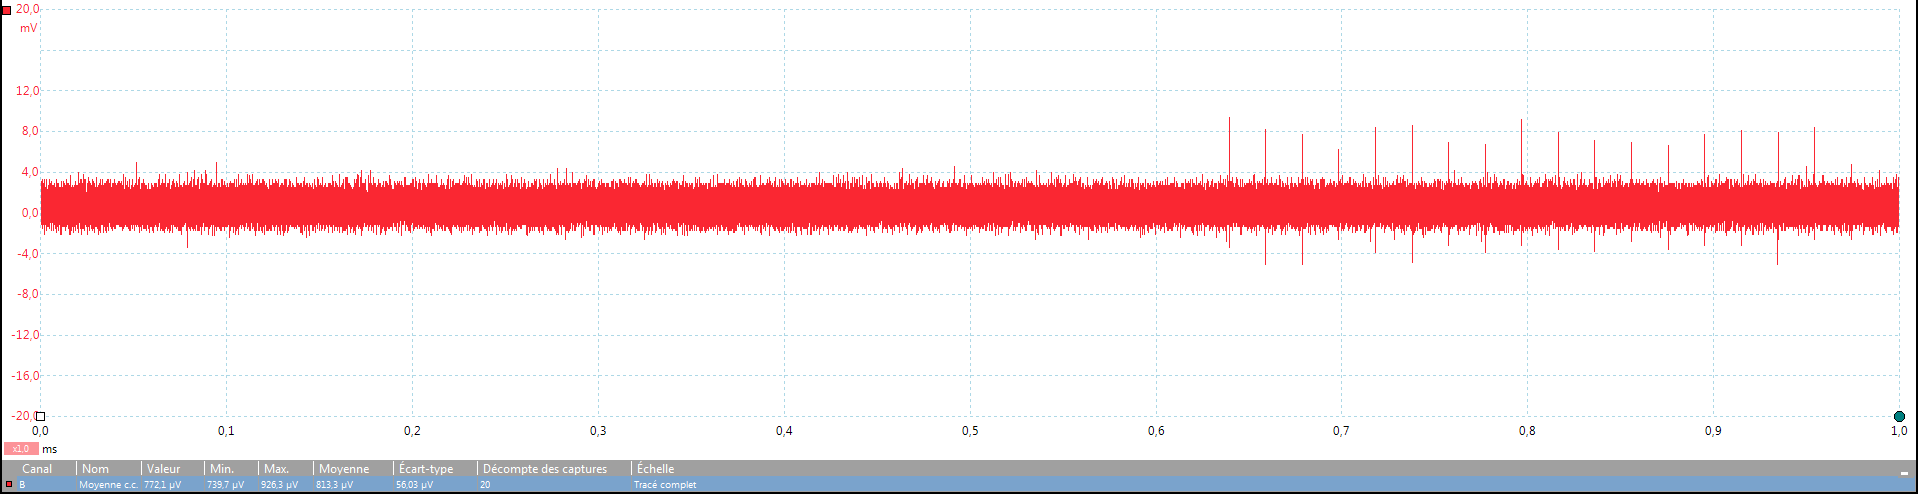 20,0
mV
12,0
8,0
4,0
0,0
-4,0
-8,0
-12,0
-16,0
-20,0
0,0 0,1 0,2 0,3 0,4 0,5 0,6 0,7 0,8 0,9 1,0
x1,0 ms
Canal Nom Valeur Min. Max. Moyenne Écart-type Décompte des captures Échelle
B Moyenne c.c. 772,1 µV 739,7 µV 926,3 µV 813,3 µV 56,03 µV 20 Tracé complet